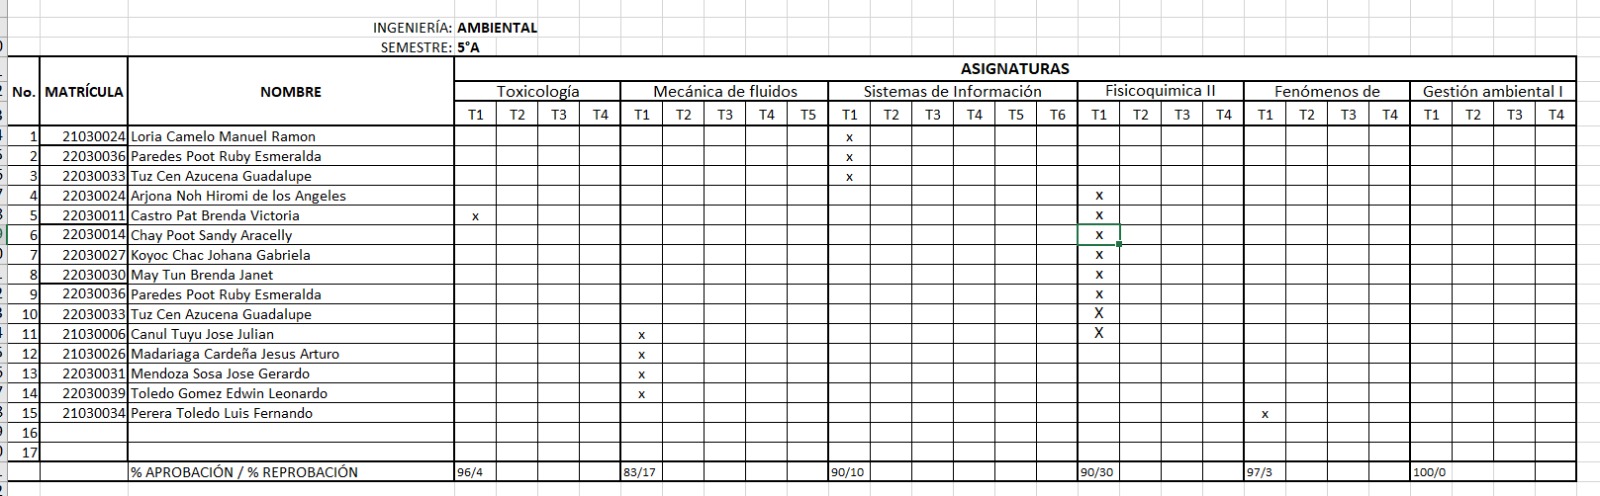 INGENIERÍA: AMBIENTAL
SEMESTRE: 5°A
ASIGNATURAS
No. MATRÍCULA NOMBRE Toxicología Mecánica de fluidos Sistemas de Información Fisicoquimica II Fenómenos de Gestión ambiental I
T1 T2 T3 T4 T1 T2 T3 T4 T5 T1 T2 T3 T4 T5 T6 T1 T2 T3 T4 T1 T2 T3 T4 T1 T2 T3 T4
1 21030024 Loria Camelo Manuel Ramon x
2 22030036 Paredes Poot Ruby Esmeralda x
3 22030033 Tuz Cen Azucena Guadalupe x
4 22030024 Arjona Noh Hiromi de los Angeles x
5 22030011 Castro Pat Brenda Victoria x x
6 22030014 Chay Poot Sandy Aracelly x
7 22030027 Koyoc Chac Johana Gabriela x
8 22030030 May Tun Brenda Janet x
9 22030036 Paredes Poot Ruby Esmeralda x
10 22030033 Tuz Cen Azucena Guadalupe X
11 21030006 Canul Tuyu Jose Julian x X
12 21030026 Madariaga Cardeña Jesus Arturo x
13 22030031 Mendoza Sosa Jose Gerardo x
14 22030039 Toledo Gomez Edwin Leonardo x
15 21030034 Perera Toledo Luis Fernando x
16
17
% APROBACIÓN / % REPROBACIÓN 96/4 83/17 90/10 90/30 97/3 100/0